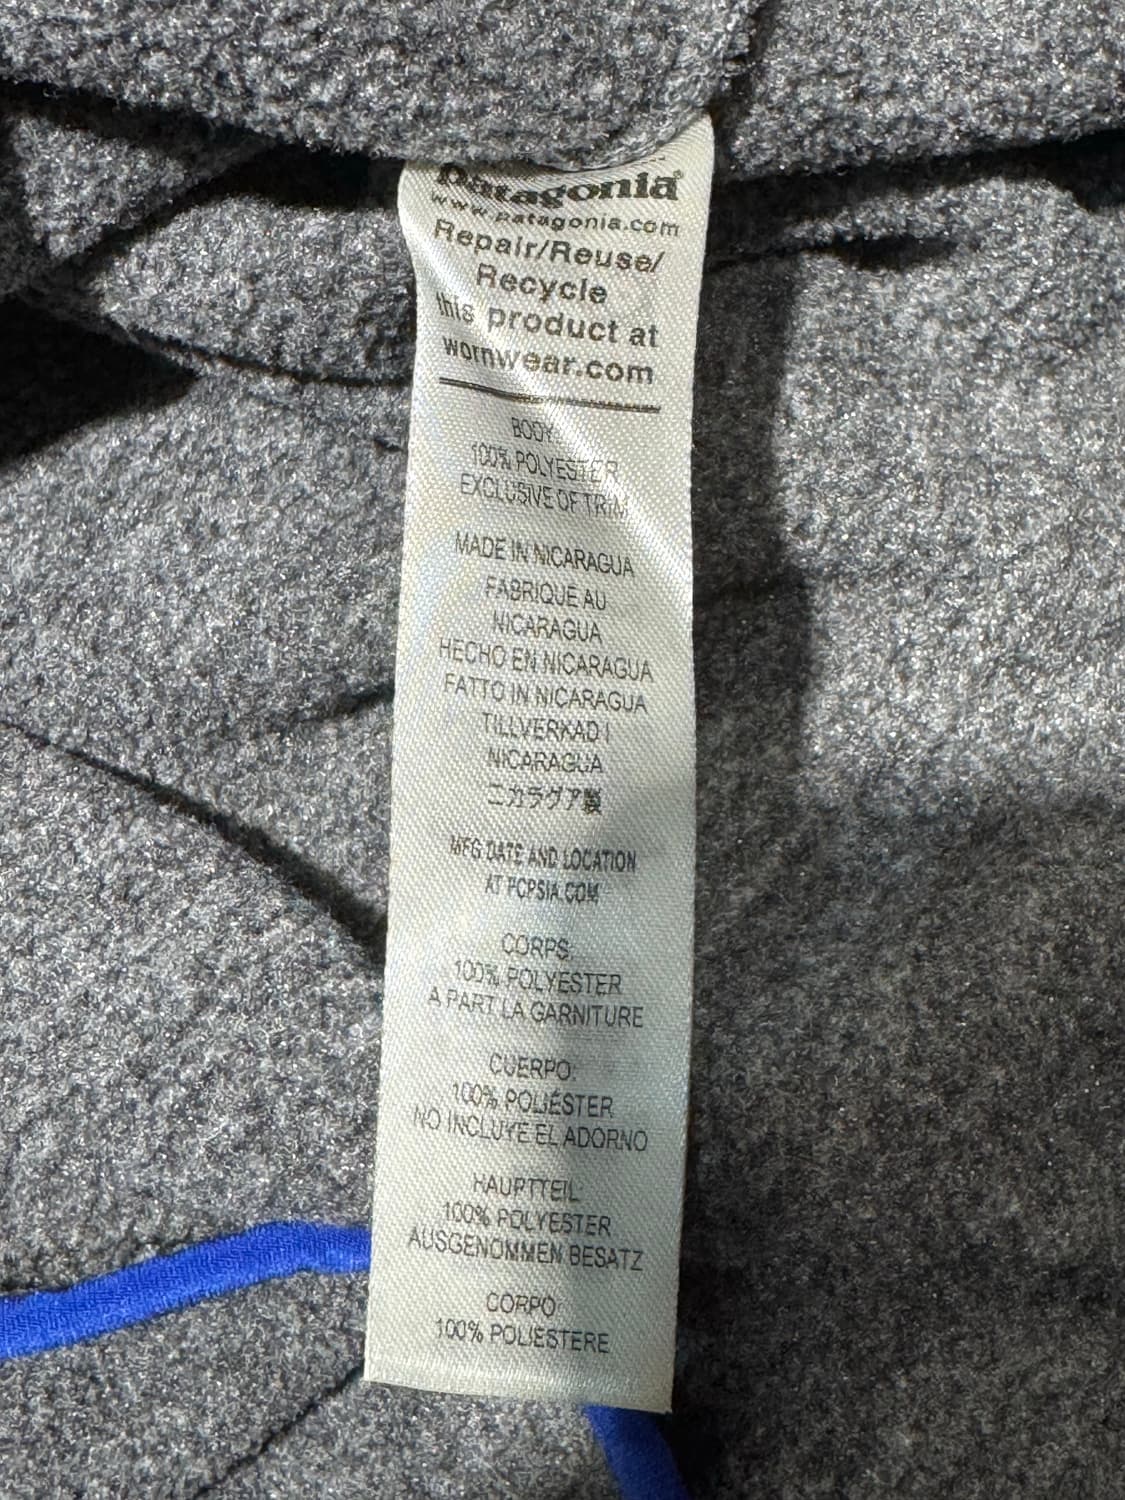 patagonia®
www.patagonia.com
Repair/Reuse/
Recycle
this product at
wornwear.com
BODY:
100% POLYESTER
EXCLUSIVE OF TRIM
MADE IN NICARAGUA
FABRIQUE AU
NICARAGUA
HECHO EN NICARAGUA
FATTO IN NICARAGUA
TILLVERKAD I
NICARAGUA
ニカラグア製
MFG DATE AND LOCATION
AT FCPSIA.COM
CORPS:
100% POLYESTER
A PART LA GARNITURE
CUERPO:
100% POLIÉSTER
NO INCLUYE EL ADORNO
HAUPTTEIL:
100% POLYESTER
AUSGENOMMEN BESATZ
CORPO:
100% POLIESTERE